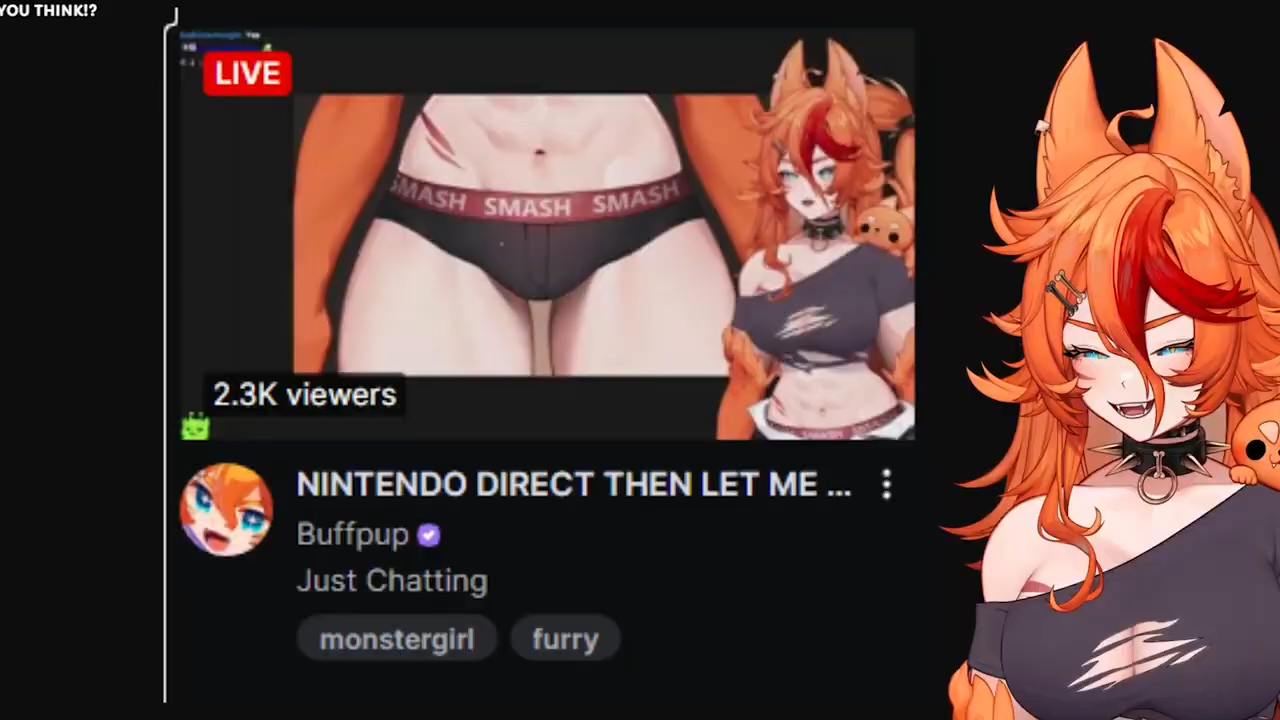 YOU THINK!?
LIVE
SMASH SMASH SMASH
2.3K viewers
NINTENDO DIRECT THEN LET ME ...
Buffpup
Just Chatting
monstergirl
furry